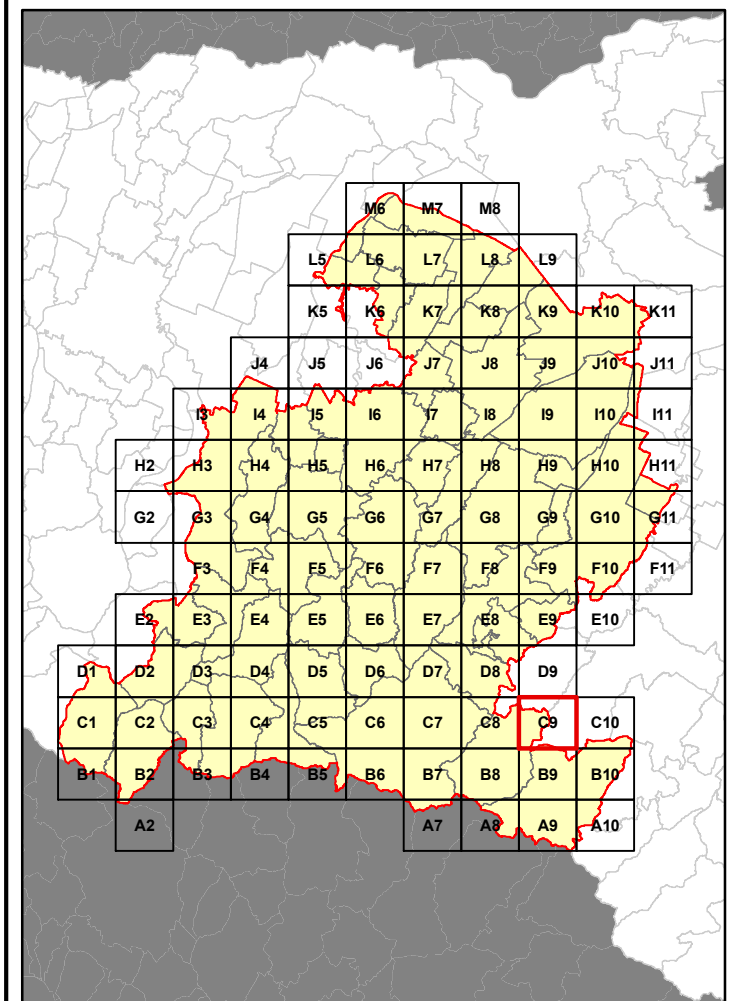 M6 M7 M8
L5 L6 L7 L8 L9
K5 K6 K7 K8 K9 K10 K11
J4 J5 J6 J7 J8 J9 J10 J11
I3 I4 I5 I6 I7 I8 I9 I10 I11
H2 H3 H4 H5 H6 H7 H8 H9 H10 H11
G2 G3 G4 G5 G6 G7 G8 G9 G10 G11
F3 F4 F5 F6 F7 F8 F9 F10 F11
E2 E3 E4 E5 E6 E7 E8 E9 E10
D1 D2 D3 D4 D5 D6 D7 D8 D9
C1 C2 C3 C4 C5 C6 C7 C8 C9 C10
B1 B2 B3 B4 B5 B6 B7 B8 B9 B10
A2 A7 A8 A9 A10